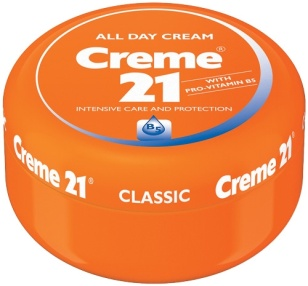 ALL DAY CREAM
Creme®
21
WITH
PRO-VITAMIN B5
INTENSIVE CARE AND PROTECTION
B5
Creme 21®
CLASSIC
Creme 21®